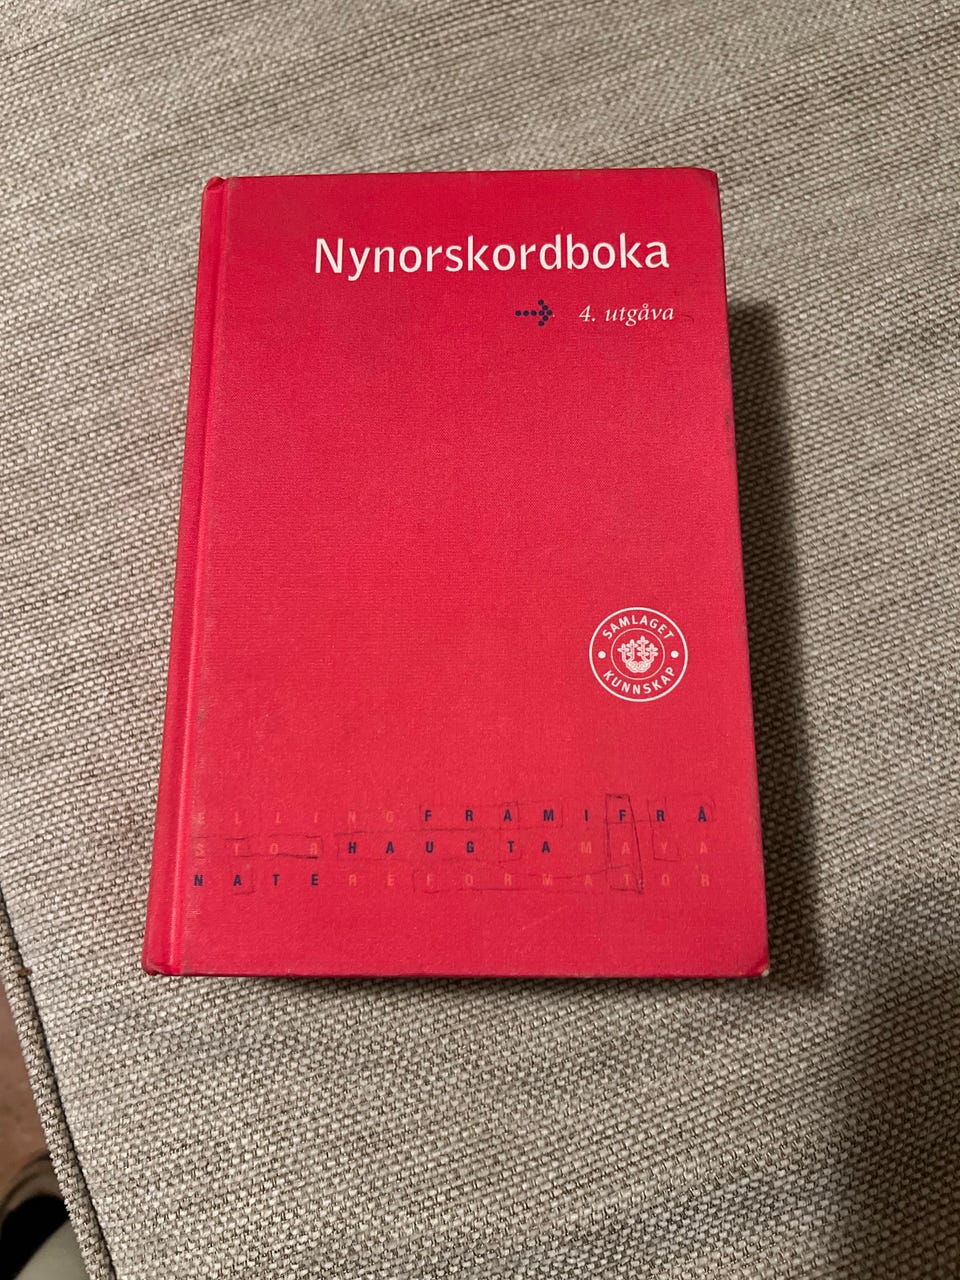 Nynorskordboka
4. utgåva
SAMLAGET
KUNNSKAP
ELLINGFRAMIFRÅ
STORHAUGTAMAYA
NATEREFORMATOR